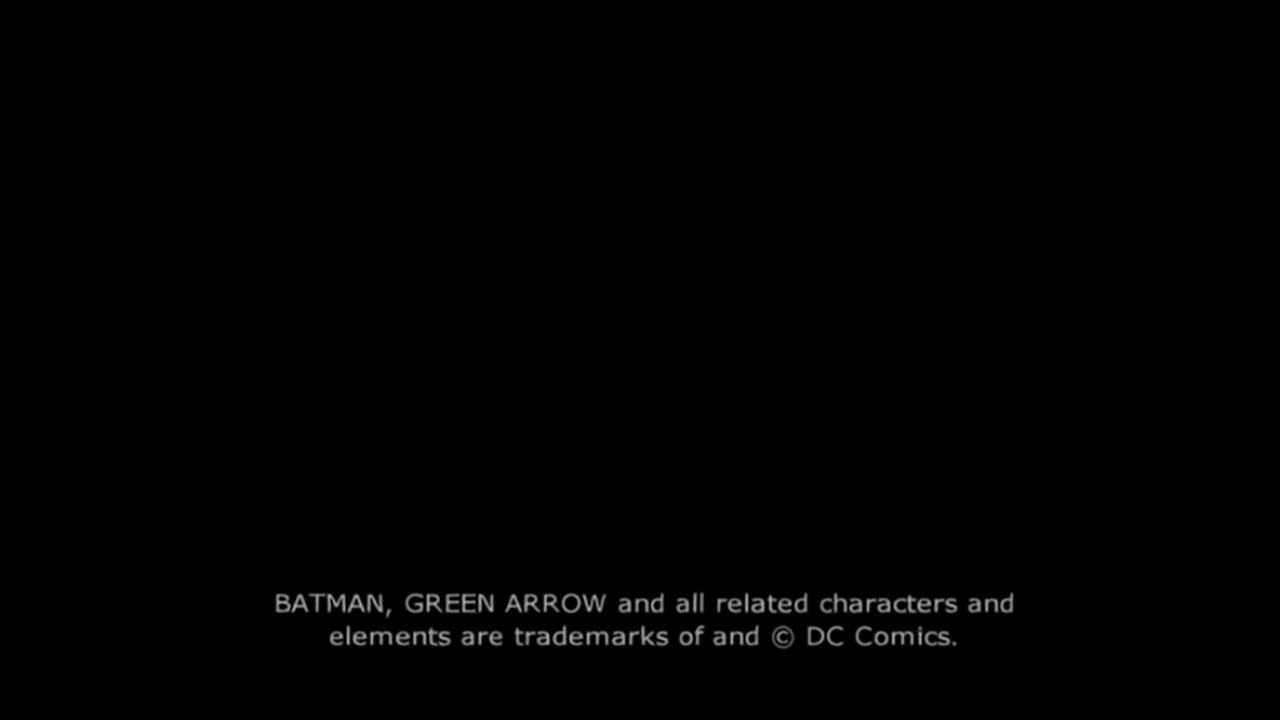 BATMAN, GREEN ARROW and all related characters and
elements are trademarks of and © DC Comics.